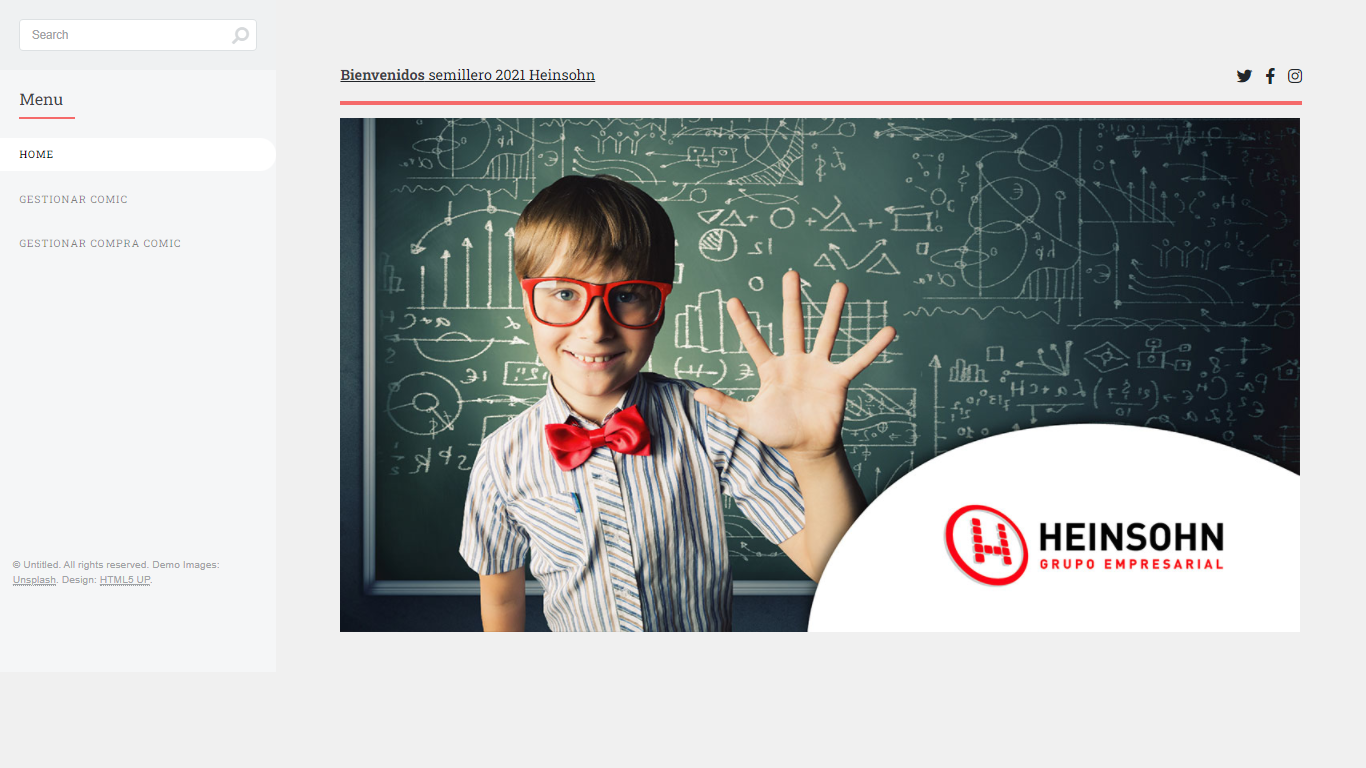 Search
Menu
HOME
GESTIONAR COMIC
GESTIONAR COMPRA COMIC
© Untitled. All rights reserved. Demo Images:
Unsplash. Design: HTML5 UP.
Bienvenidos semillero 2021 Heinsohn
HEINSOHN
GRUPO EMPRESARIAL